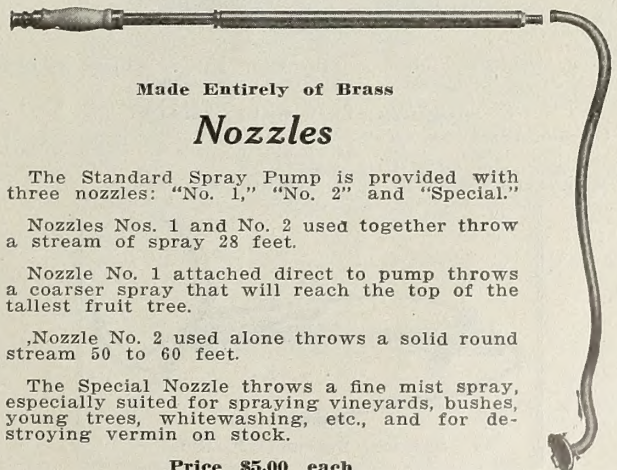 Made Entirely of Brass
Nozzles
The Standard Spray Pump is provided with
three nozzles: "No. 1," "No. 2" and "Special."
Nozzles Nos. 1 and No. 2 used together throw
a stream of spray 28 feet.
Nozzle No. 1 attached direct to pump throws
a coarser spray that will reach the top of the
tallest fruit tree.
,Nozzle No. 2 used alone throws a solid round
stream 50 to 60 feet.
The Special Nozzle throws a fine mist spray,
especially suited for spraying vineyards, bushes,
young trees, whitewashing, etc., and for de-
stroying vermin on stock.
Price $5.00 each